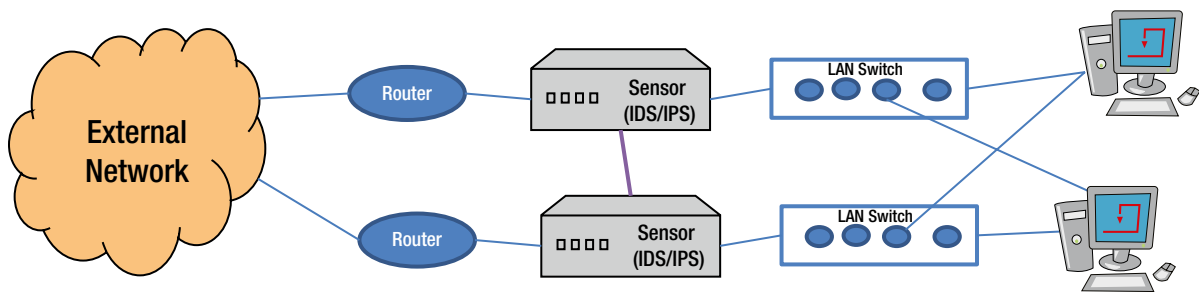 External
Network
Router
Sensor
(IDS/IPS)
LAN Switch
Router
Sensor
(IDS/IPS)
LAN Switch